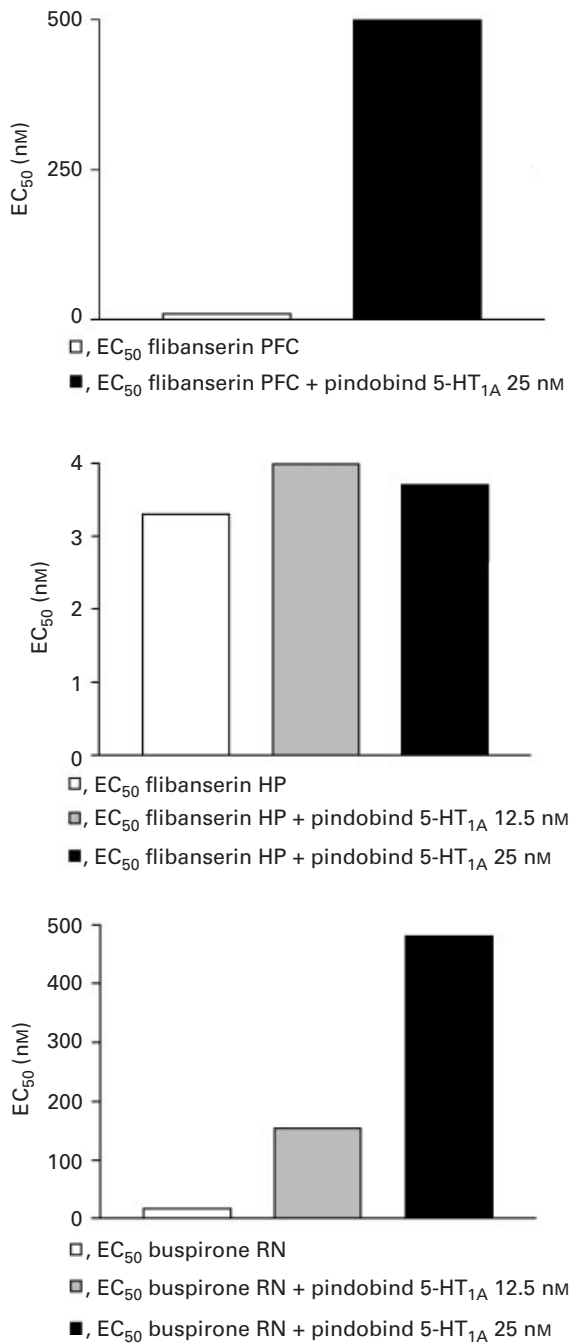 500
250
0
EC50 (nM)
□, EC50 flibanserin PFC
■, EC50 flibanserin PFC + pindobind 5-HT1A 25 nM
4
3
2
1
0
EC50 (nM)
□, EC50 flibanserin HP
■, EC50 flibanserin HP + pindobind 5-HT1A 12.5 nM
■, EC50 flibanserin HP + pindobind 5-HT1A 25 nM
500
400
300
200
100
0
EC50 (nM)
□, EC50 buspirone RN
■, EC50 buspirone RN + pindobind 5-HT1A 12.5 nM
■, EC50 buspirone RN + pindobind 5-HT1A 25 nM